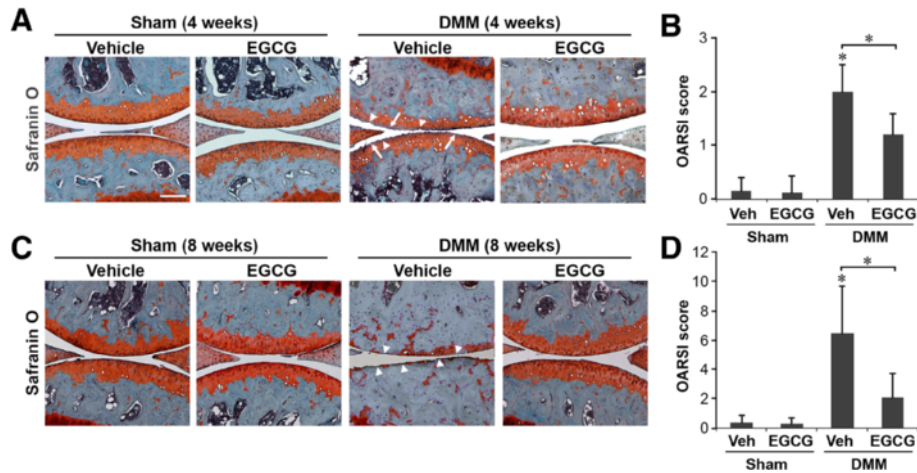 A
Sham (4 weeks)
DMM (4 weeks)
Vehicle
EGCG
Vehicle
EGCG
Safranin O
B
OARSI score
3
2
1
0
*
*
Veh
EGCG
Veh
EGCG
Sham
DMM
C
Sham (8 weeks)
DMM (8 weeks)
Vehicle
EGCG
Vehicle
EGCG
Safranin O
D
OARSI score
12
10
8
6
4
2
0
*
*
Veh
EGCG
Veh
EGCG
Sham
DMM